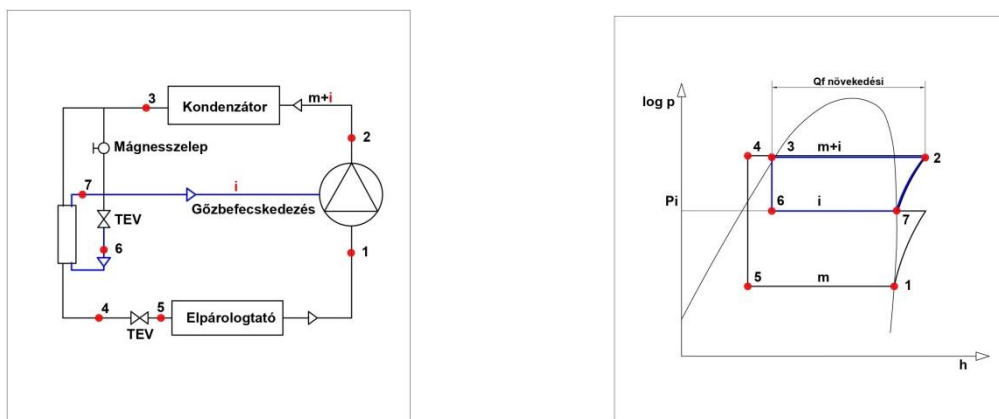 3
Kondenzátor
m+i
2
Mágnesszelep
7
i
Gőzbefecskedezés
TEV
6
1
4
5
Elpárologtató
TEV
Qf növekedési
log p
4
3
m+i
2
Pi
6
i
7
5
m
1
h